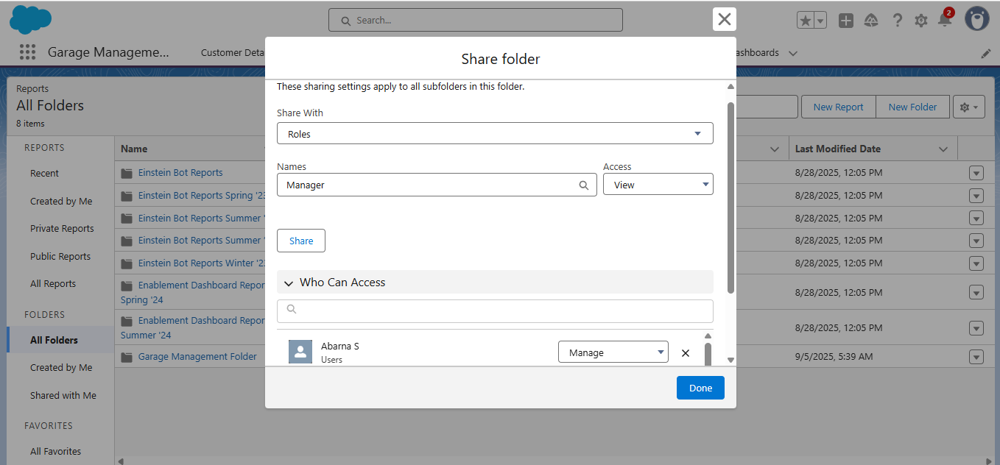 Search...
2
Garage Manageme...
Customer Deta
ashboards
Share folder
These sharing settings apply to all subfolders in this folder.
Share With
Roles
Names
Access
Manager
View
Share
Who Can Access
Abarna S
Users
Manage
Done
Reports
All Folders
8 items
New Report
New Folder
REPORTS
Recent
Created by Me
Private Reports
Public Reports
All Reports
FOLDERS
All Folders
Created by Me
Shared with Me
FAVORITES
All Favorites
Name
Last Modified Date
Einstein Bot Reports
8/28/2025, 12:05 PM
Einstein Bot Reports Spring '23
8/28/2025, 12:05 PM
Einstein Bot Reports Summer '
8/28/2025, 12:05 PM
Einstein Bot Reports Summer '
8/28/2025, 12:05 PM
Einstein Bot Reports Winter '23
8/28/2025, 12:05 PM
Enablement Dashboard Repor
Spring '24
8/28/2025, 12:05 PM
Enablement Dashboard Repor
Summer '24
8/28/2025, 12:05 PM
Garage Management Folder
9/5/2025, 5:39 AM